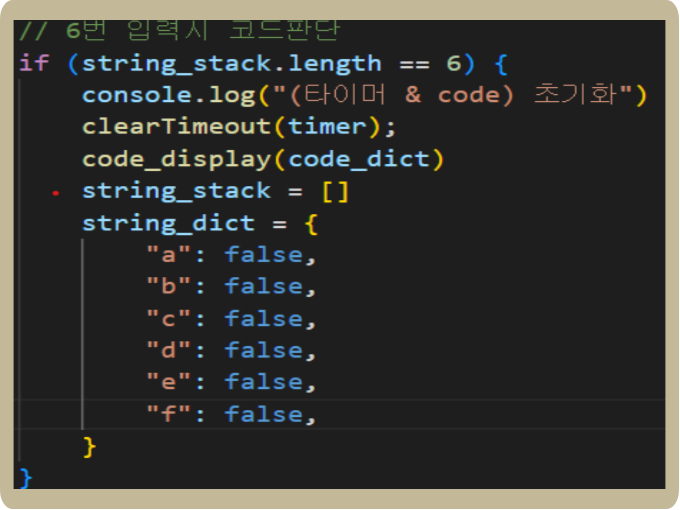 // 6번 입력시 코드판단
if (string_stack.length == 6) {
console.log("(타이머 & code) 초기화")
clearTimeout(timer);
code_display(code_dict)
string_stack = []
string_dict = {
"a": false,
"b": false,
"c": false,
"d": false,
"e": false,
"f": false,
}
}